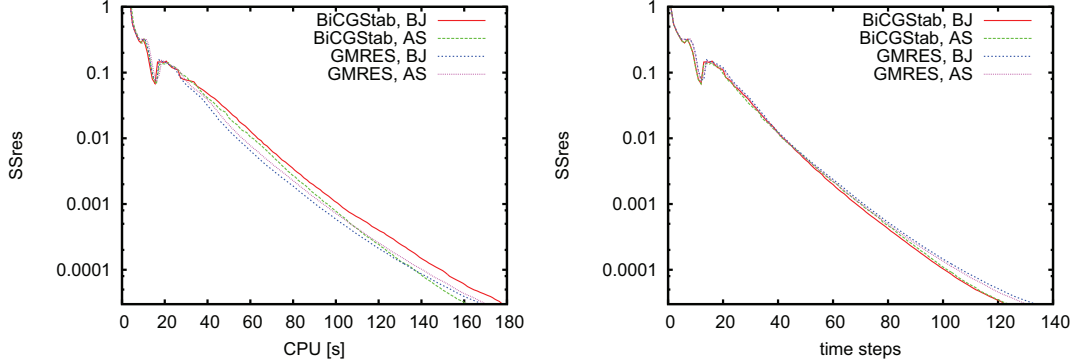 BiCGStab, BJ
BiCGStab, AS
GMRES, BJ
GMRES, AS
SSres
1
0.1
0.01
0.001
0.0001
0 20 40 60 80 100 120 140 160 180
CPU [s]
BiCGStab, BJ
BiCGStab, AS
GMRES, BJ
GMRES, AS
SSres
1
0.1
0.01
0.001
0.0001
0 20 40 60 80 100 120 140
time steps